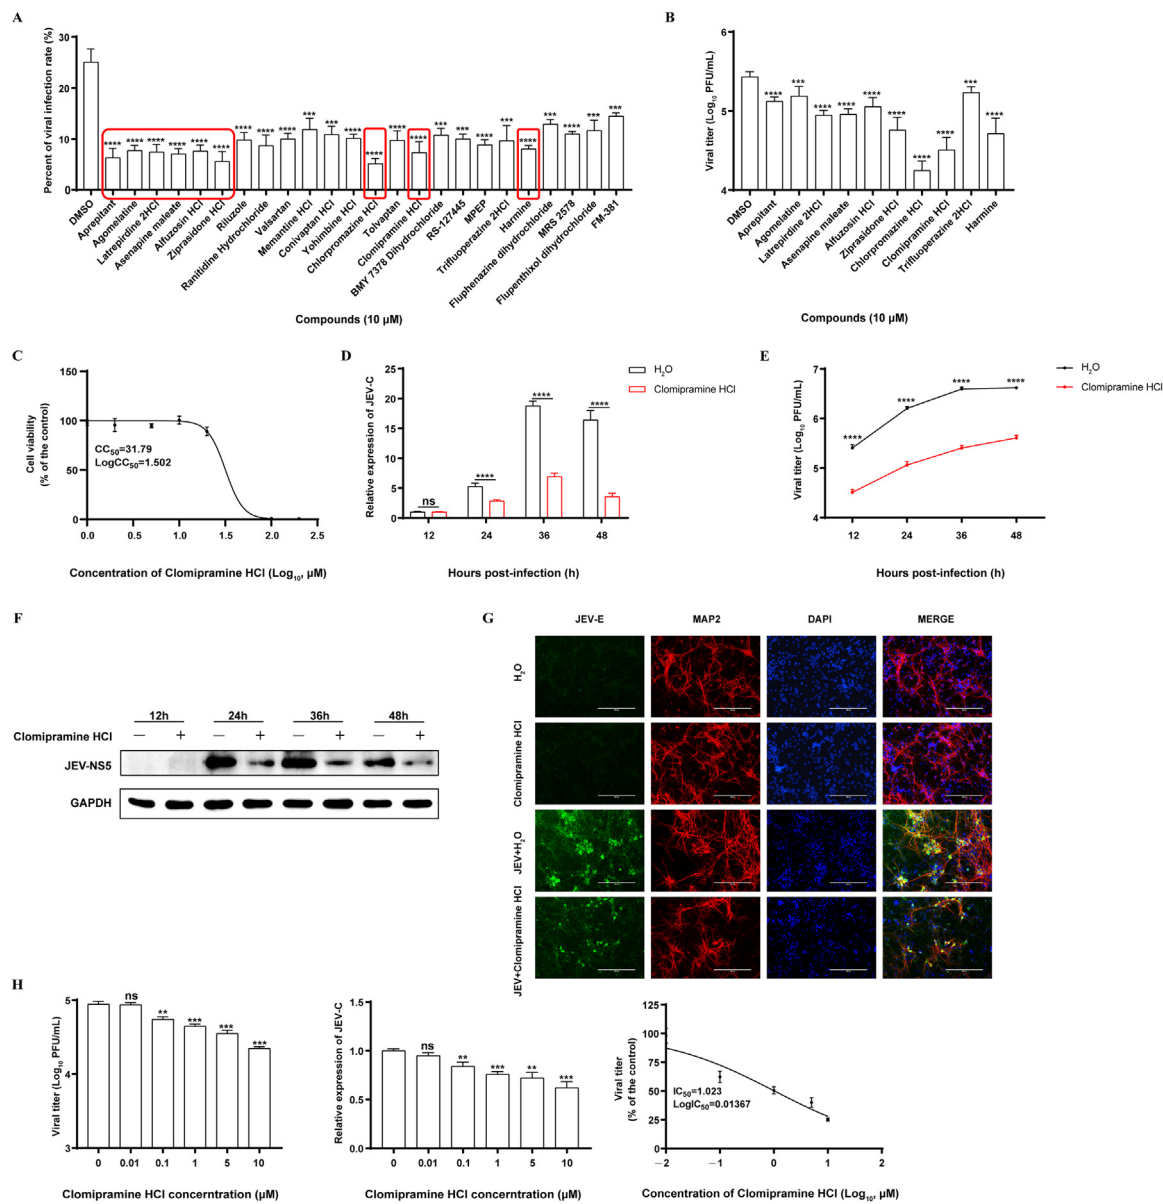 A
Percent of viral infection rate (%)
30
20
10
0
****
****
****
****
****
****
***
***
***
***
***
***
****
***
****
***
***
***
***
****
***
***
***
***
DMSO
Aprepitant
Agomelatine
Latrepirdine 2HCl
Asenapine maleate
Alfuzosin HCl
Ziprasidone HCl
Riluzole
Ranitidine Hydrochloride
Valsartan
Memantine HCl
Conivaptan HCl
Yohimbine HCl
Chlorpromazine HCl
Tolvaptan
Clomipramine HCl
BMY 7378 Dihydrochloride
RS-127445
MPEP
Trifluoperazine 2HCl
Harmine
Fluphenazine dihydrochloride
MRS 2578
Flupenthixol dihydrochloride
FM-381
Compounds (10 μM)
B
Viral titer (Log10 PFU/mL)
6
5
4
****
***
****
****
****
****
****
****
***
****
DMSO
Aprepitant
Agomelatine
Latrepirdine 2HCl
Asenapine maleate
Alfuzosin HCl
Ziprasidone HCl
Chlorpromazine HCl
Clomipramine HCl
Trifluoperazine 2HCl
Harmine
Compounds (10 μM)
C
Cell viability
(% of the control)
150
100
50
0
CC50=31.79
LogCC50=1.502
0.0 0.5 1.0 1.5 2.0 2.5
Concentration of Clomipramine HCl (Log10, μM)
D
Relative expression of JEV-C
25
20
15
10
5
0
ns
****
****
****
12 24 36 48
Hours post-infection (h)
H2O
Clomipramine HCl
E
Viral titer (Log10 PFU/mL)
7
6
5
4
****
****
****
****
12 24 36 48
Hours post-infection (h)
H2O
Clomipramine HCl
F
12h 24h 36h 48h
Clomipramine HCl — + — + — + — +
JEV-NS5
GAPDH
G
JEV-E MAP2 DAPI MERGE
H2O
Clomipramine HCl
JEV+H2O
JEV+Clomipramine HCl
H
Viral titer (Log10 PFU/mL)
5
4
3
ns
**
***
***
***
0 0.01 0.1 1 5 10
Clomipramine HCl concerntration (μM)
Relative expression of JEV-C
1.5
1.0
0.5
0.0
ns
**
***
**
***
0 0.01 0.1 1 5 10
Clomipramine HCl concerntration (μM)
Viral titer
(% of the control)
125
100
75
50
25
0
IC50=1.023
LogIC50=0.01367
−2 −1 0 1 2
Concentration of Clomipramine HCl (Log10, μM)